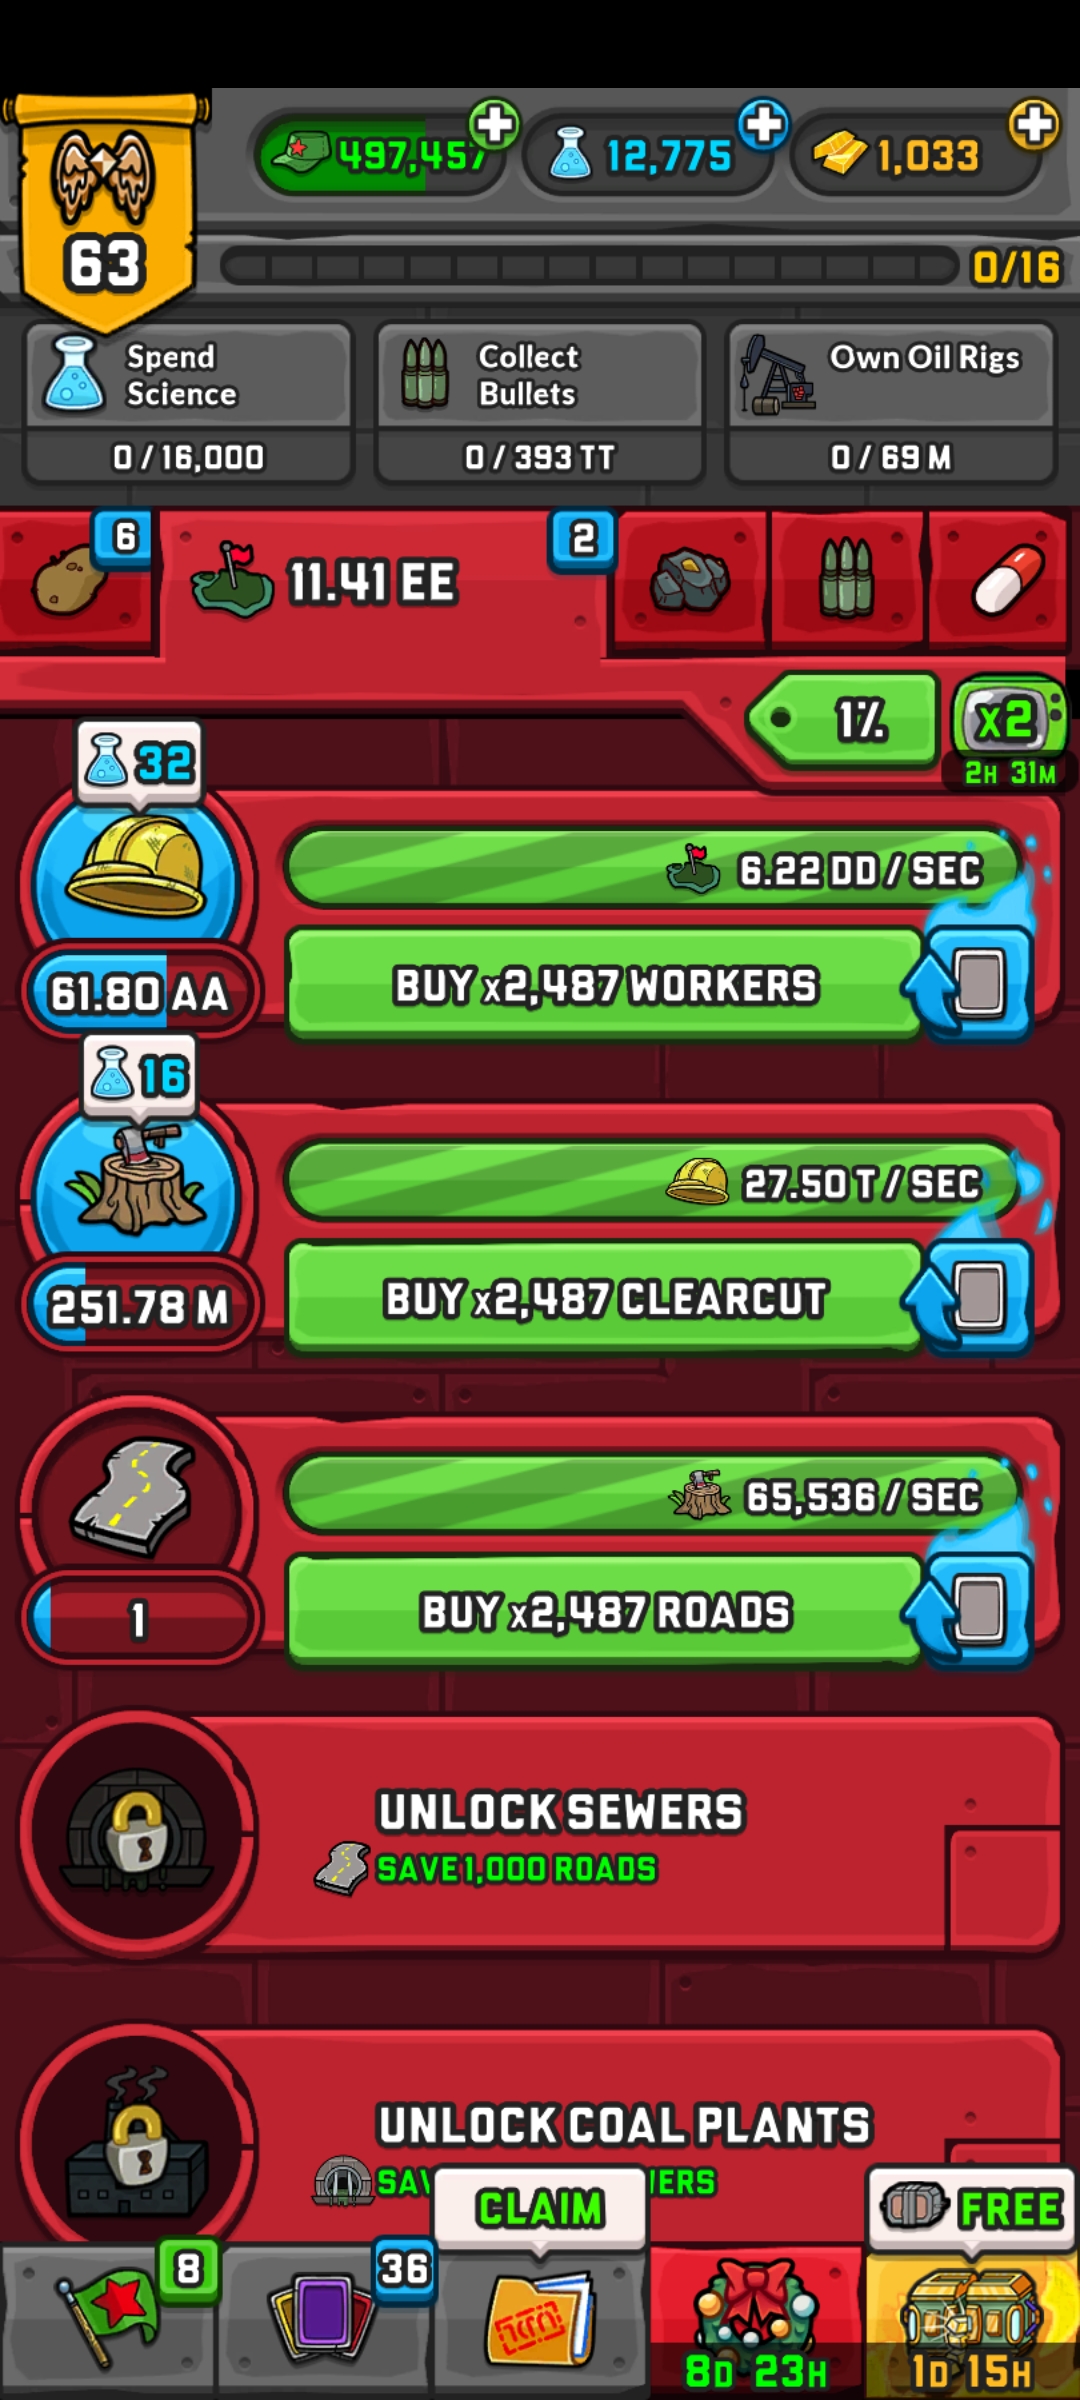 497,457
12,775
1,033
63
0/16
Spend
Science
0/16,000
Collect
Bullets
0/393 TT
Own Oil Rigs
0/69 M
6
11.41 EE
2
1%
x2
2H 31M
32
6.22 DD/SEC
61.80 AA
BUY x2,487 WORKERS
16
27.50 T/SEC
251.78 M
BUY x2,487 CLEARCUT
65,536/SEC
1
BUY x2,487 ROADS
UNLOCK SEWERS
SAVE 1,000 ROADS
UNLOCK COAL PLANTS
CLAIM
FREE
8
36
8D 23H
1D 15H